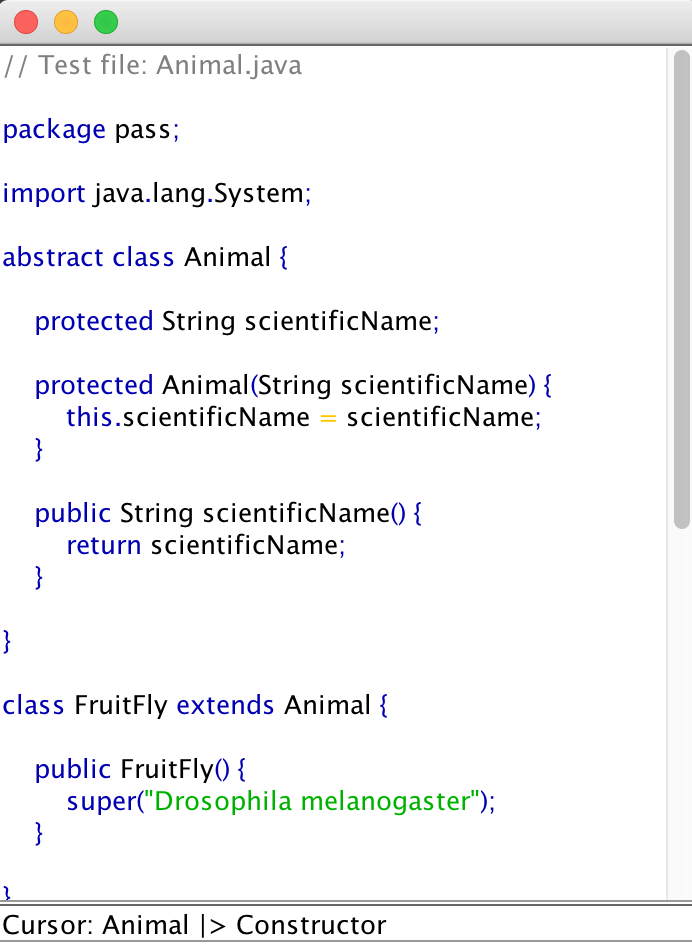 // Test file: Animal.java
package pass;
import java.lang.System;
abstract class Animal {
protected String scientificName;
protected Animal(String scientificName) {
this.scientificName = scientificName;
}
public String scientificName() {
return scientificName;
}
}
class FruitFly extends Animal {
public FruitFly() {
super("Drosophila melanogaster");
}
}
Cursor: Animal |> Constructor